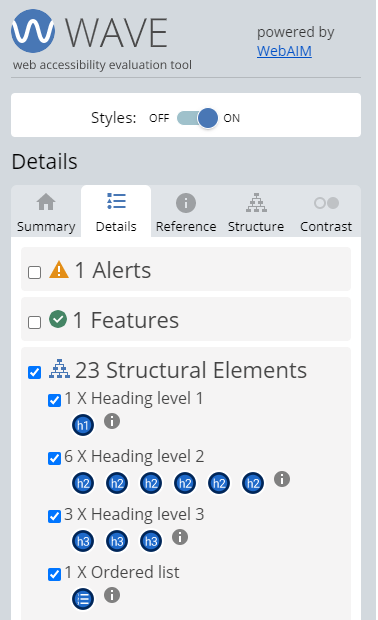 WAVE
web accessibility evaluation tool
powered by
WebAIM
Styles: OFF ON
Details
Summary Details Reference Structure Contrast
1 Alerts
1 Features
23 Structural Elements
1 X Heading level 1
h1
6 X Heading level 2
h2 h2 h2 h2 h2 h2
3 X Heading level 3
h3 h3 h3
1 X Ordered list